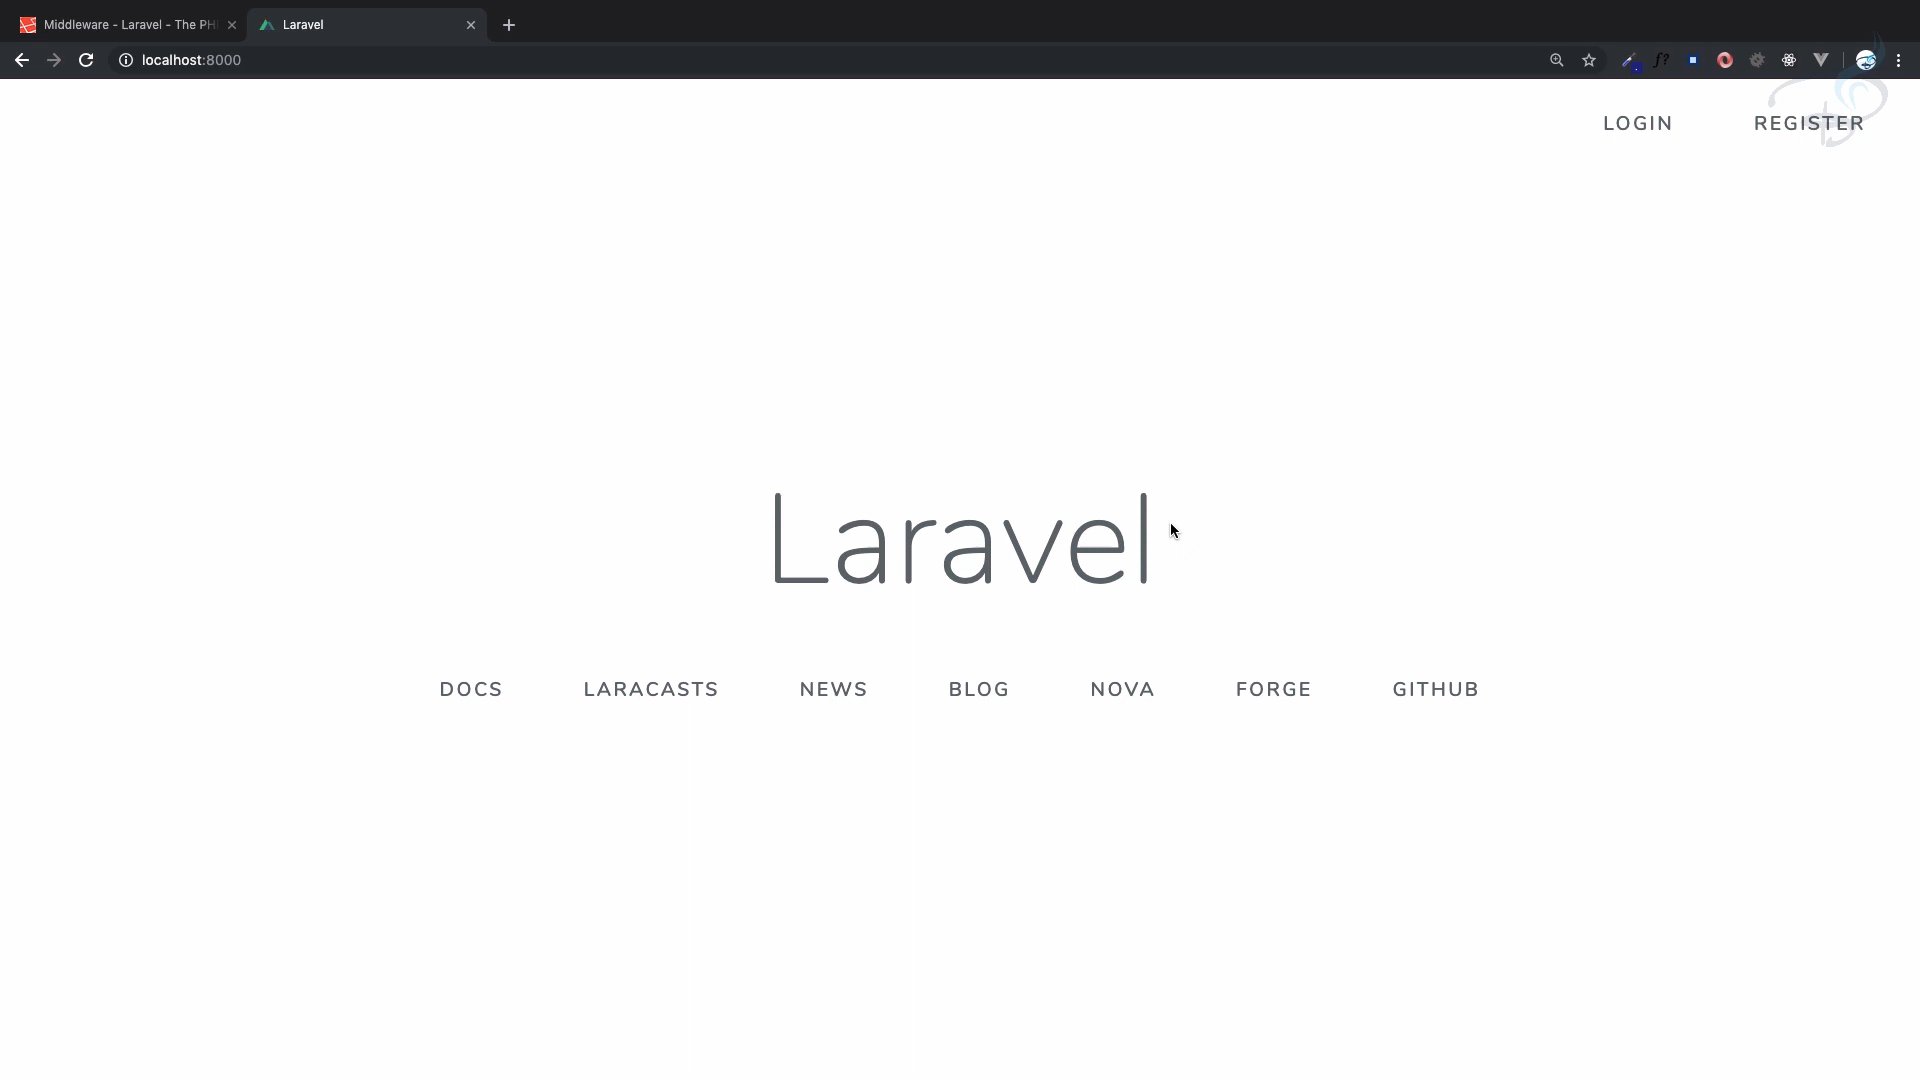 Middleware - Laravel - The PH
Laravel
localhost:8000
f?
LOGIN REGISTER
Laravel
DOCS LARACASTS NEWS BLOG NOVA FORGE GITHUB